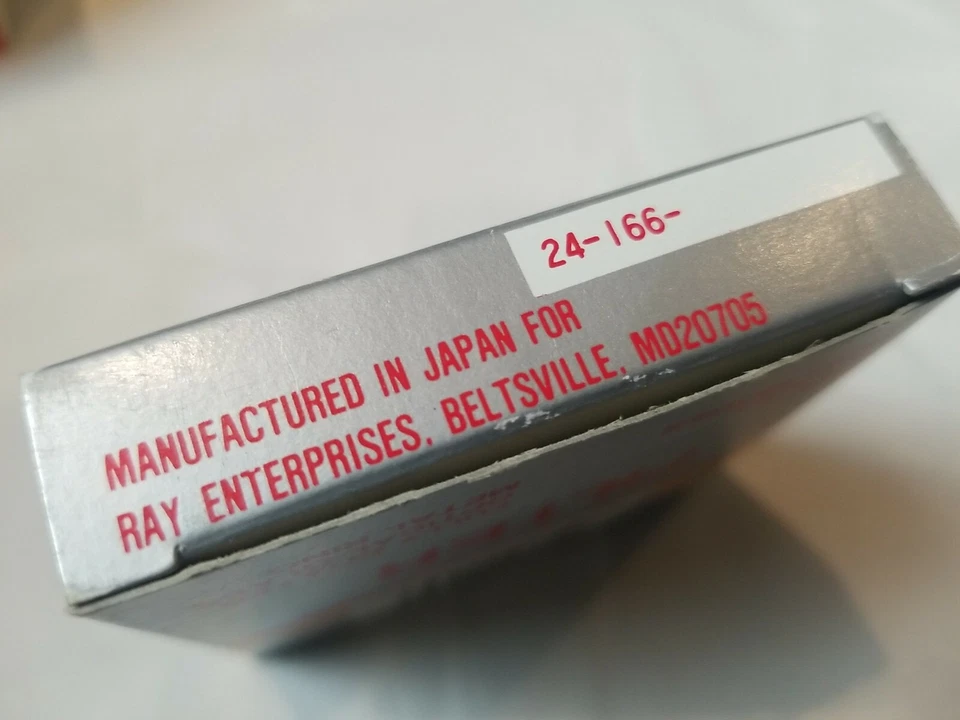 24-166-
MANUFACTURED IN JAPAN FOR
RAY ENTERPRISES, BELTSVILLE, MD20705